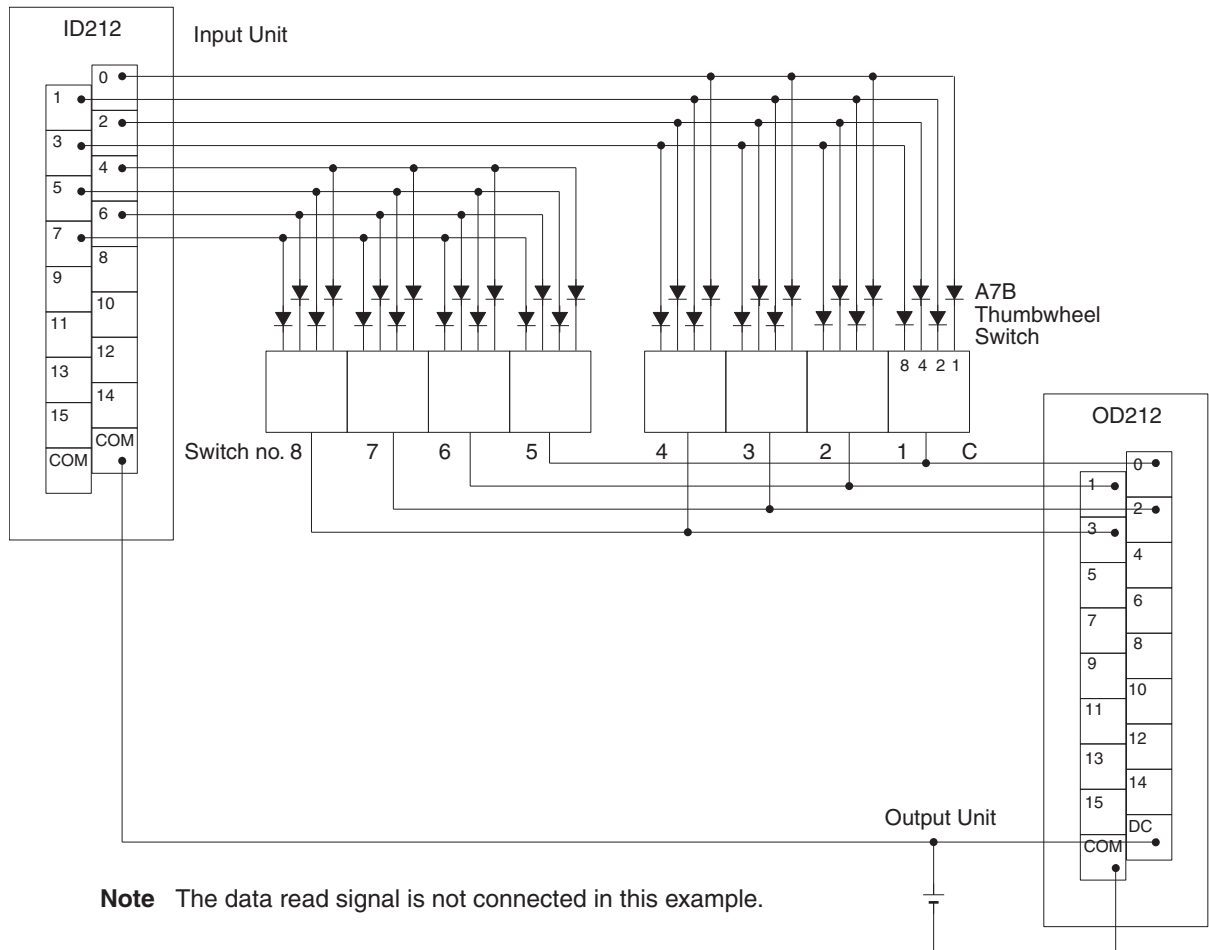 ID212
Input Unit
0
1
2
3
4
5
6
7
8
9
10
11
12
13
14
15
COM
COM
A7B
Thumbwheel
Switch
8 4 2 1
Switch no. 8 7 6 5 4 3 2 1 C
OD212
0
1
2
3
4
5
6
7
8
9
10
11
12
13
14
15
DC
COM
Output Unit
Note The data read signal is not connected in this example.